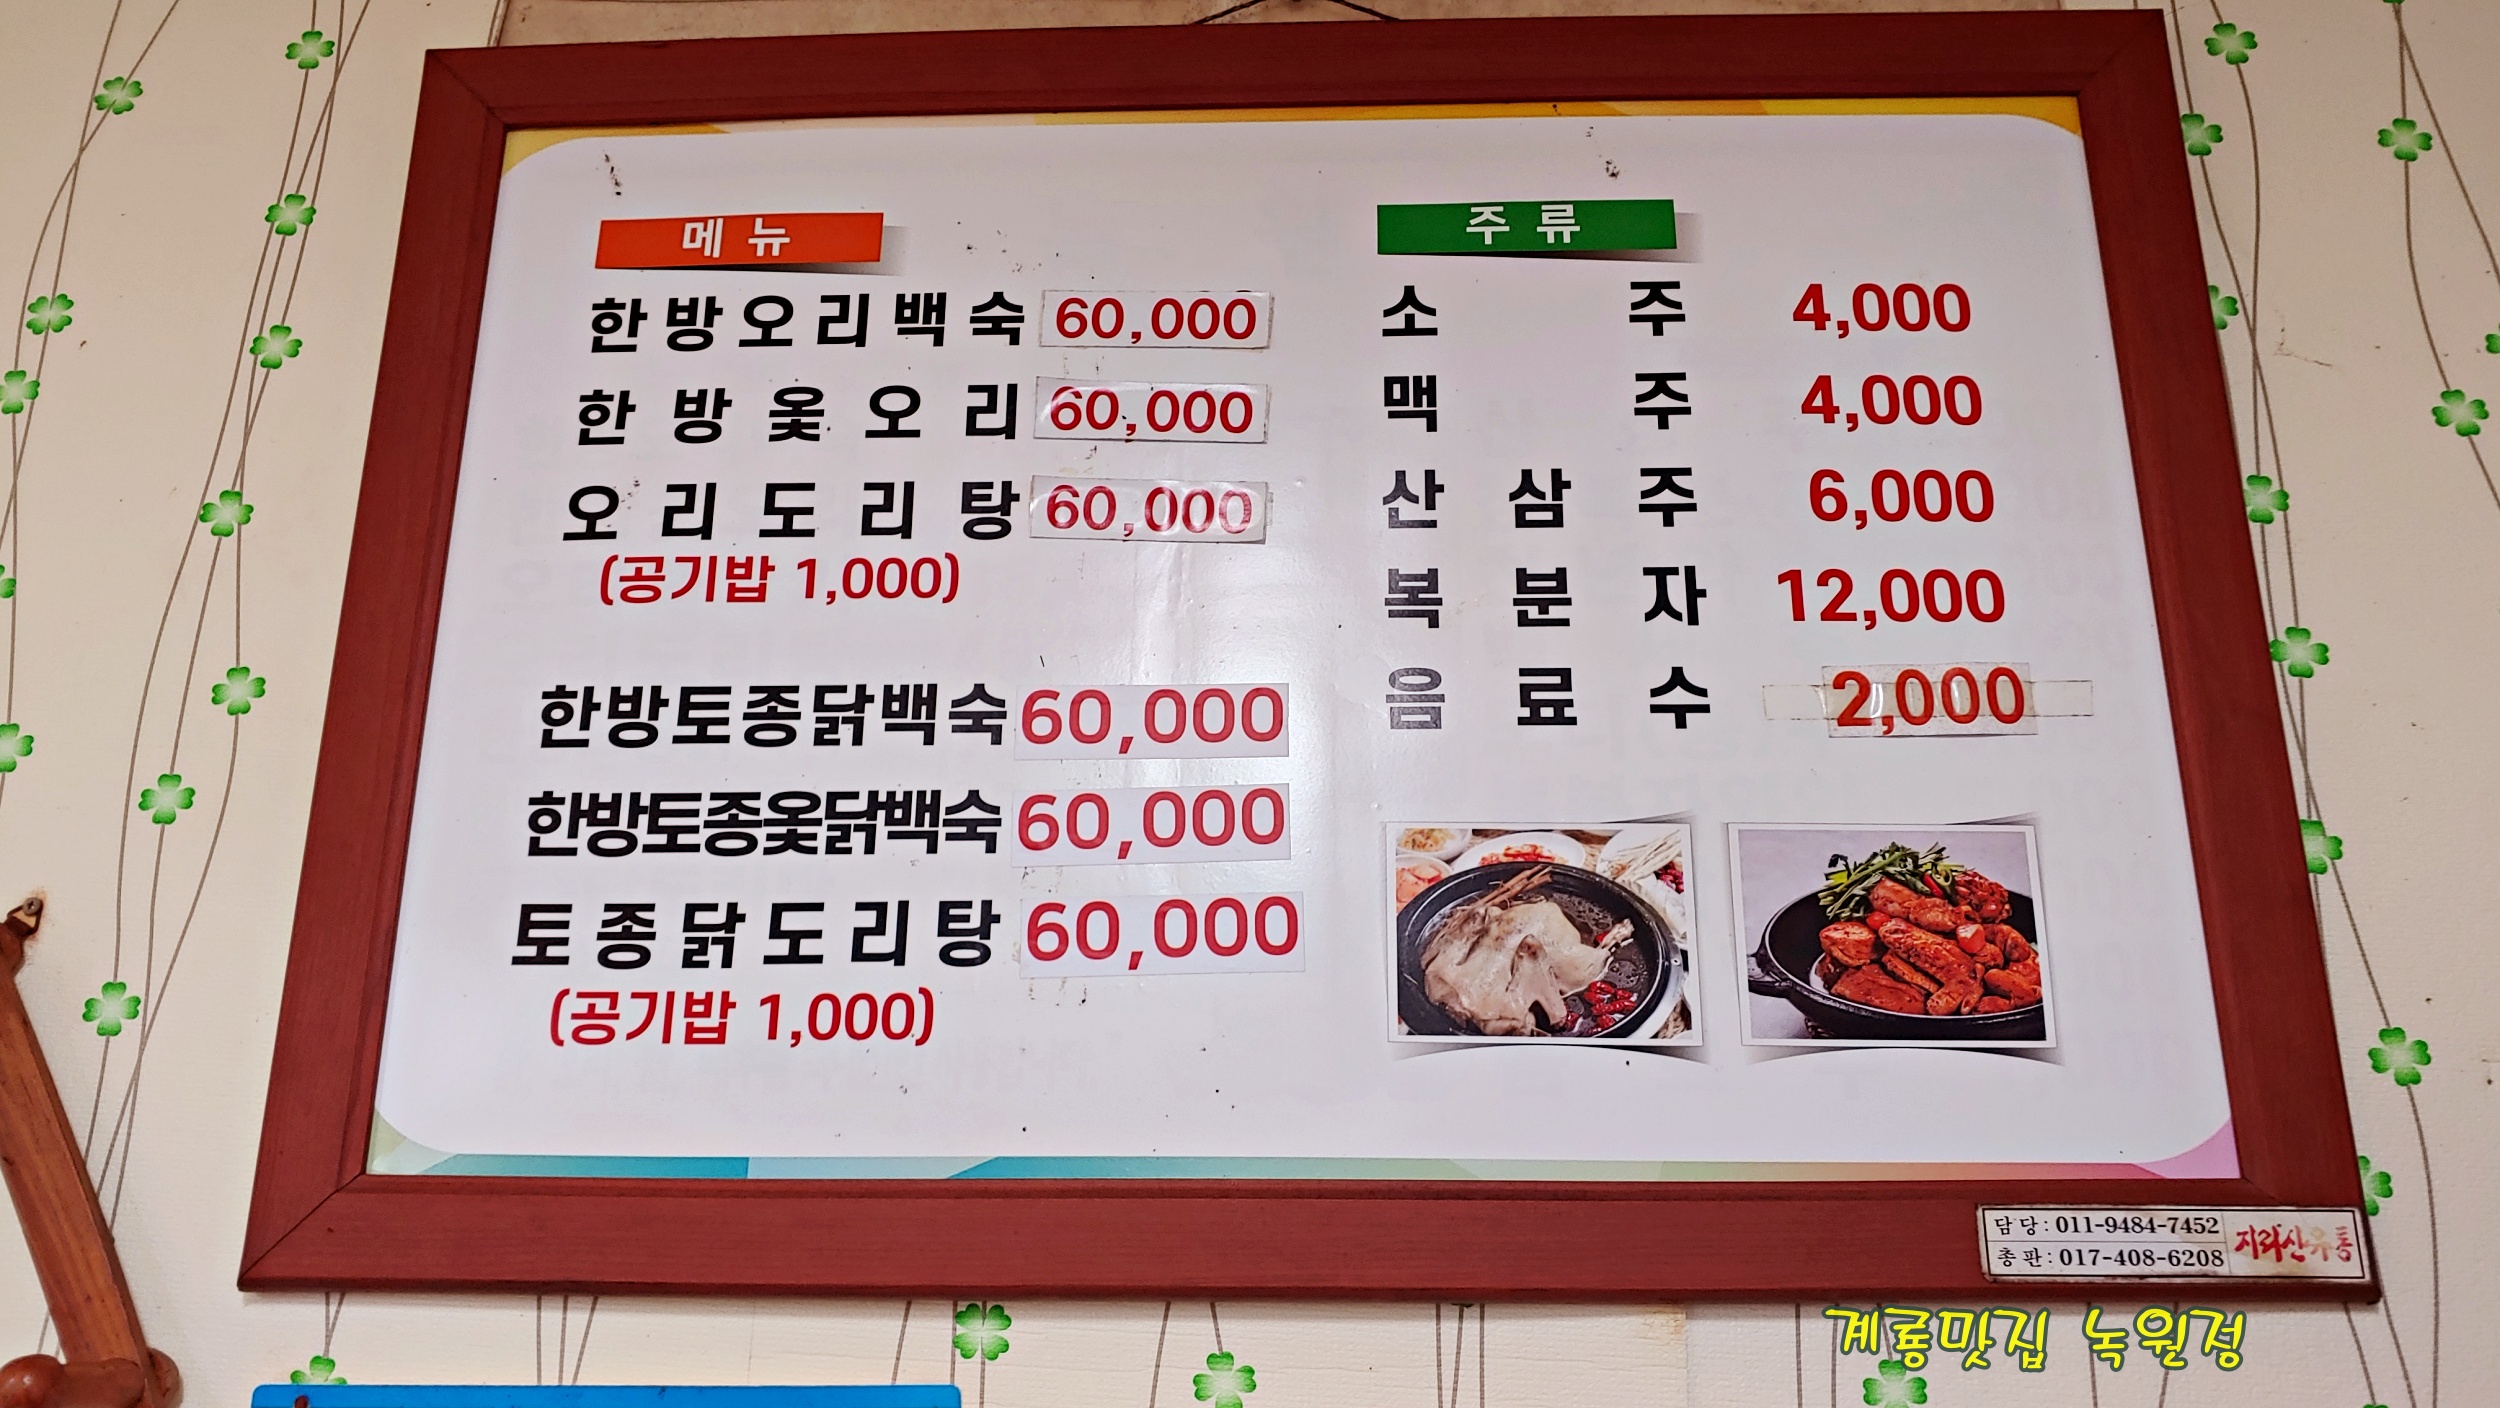 메뉴
한방오리백숙 60,000
한방옻오리 60,000
오리도리탕 60,000
(공기밥 1,000)
한방토종닭백숙 60,000
한방토종옻닭백숙 60,000
토종닭도리탕 60,000
(공기밥 1,000)
주류
소주 4,000
맥주 4,000
산삼주 6,000
복분자 12,000
음료수 2,000
담당: 011-9484-7452
총판: 017-408-6208
지리산유통
계룡맛집 녹원정